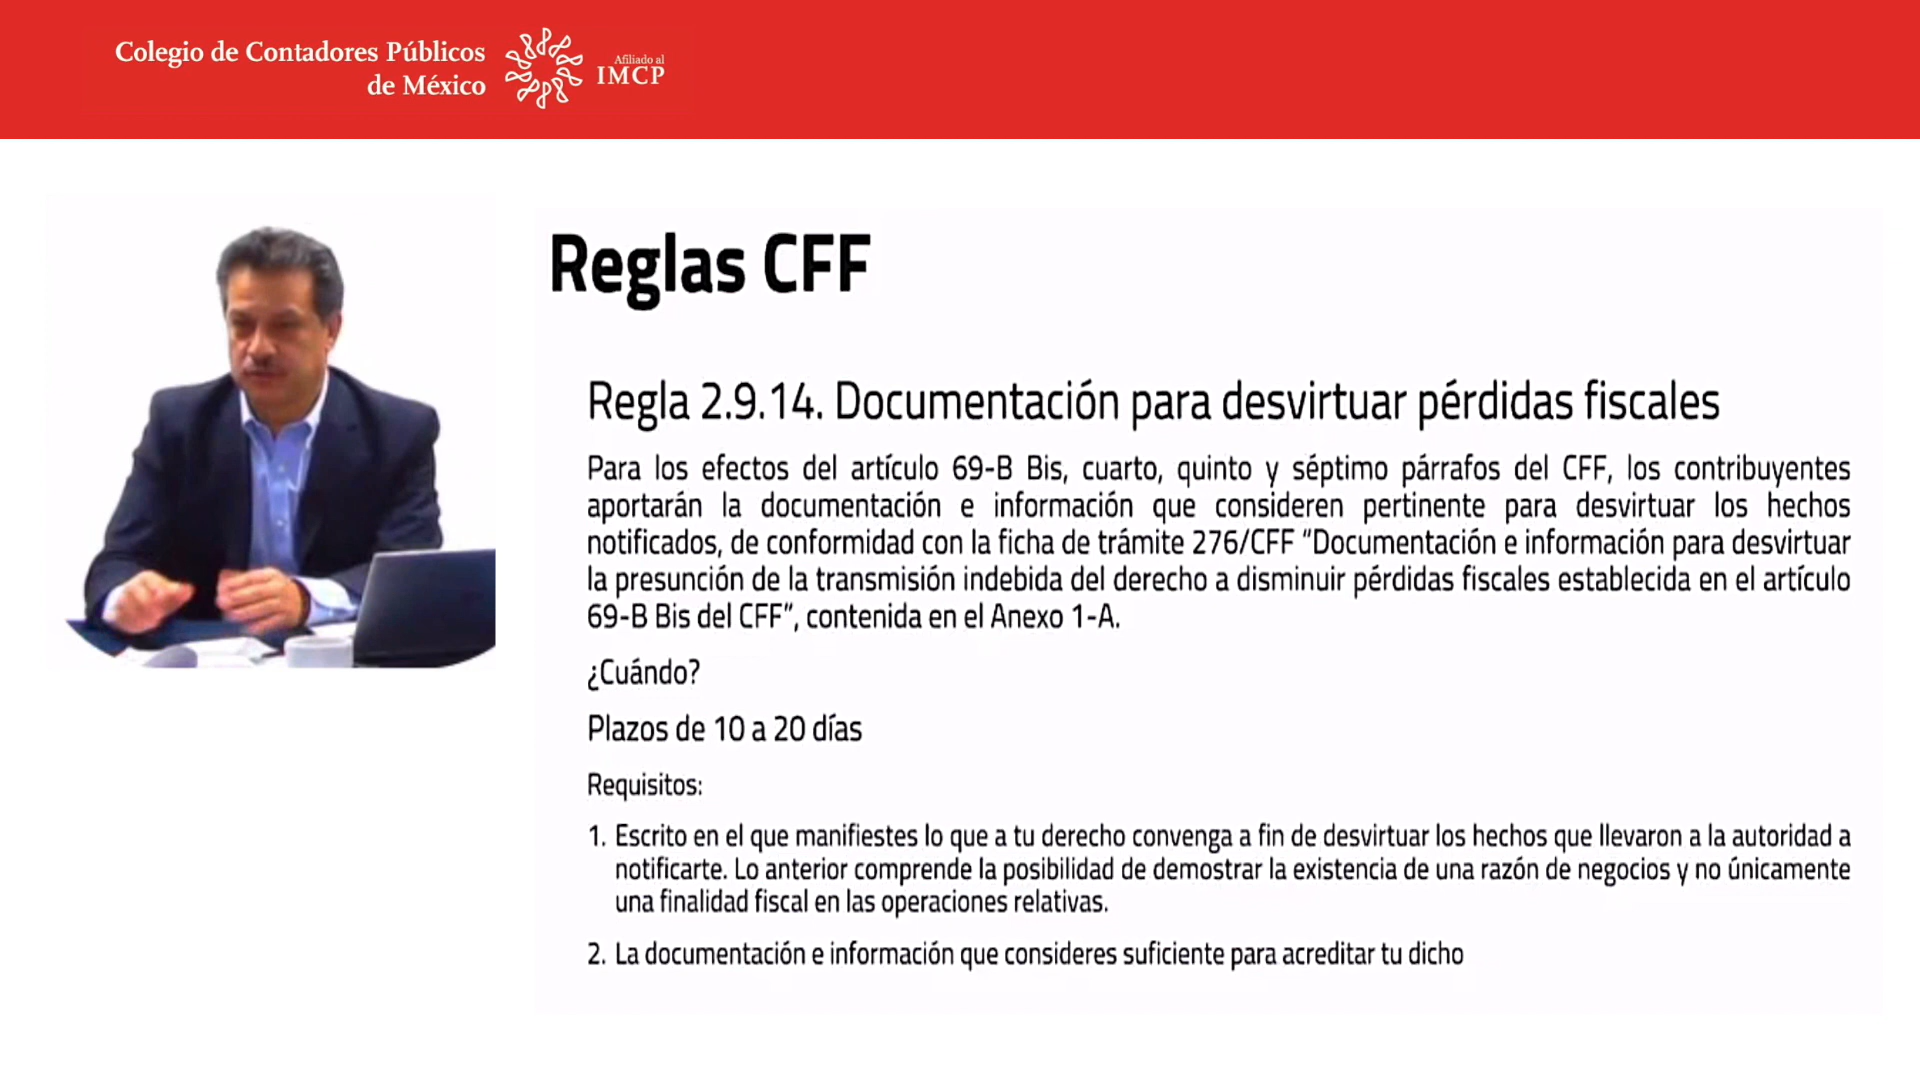 Colegio de Contadores Públicos
de México
Afiliado al
IMCP
Reglas CFF
Regla 2.9.14. Documentación para desvirtuar pérdidas fiscales
Para los efectos del artículo 69-B Bis, cuarto, quinto y séptimo párrafos del CFF, los contribuyentes
aportarán la documentación e información que consideren pertinente para desvirtuar los hechos
notificados, de conformidad con la ficha de trámite 276/CFF “Documentación e información para desvirtuar
la presunción de la transmisión indebida del derecho a disminuir pérdidas fiscales establecida en el artículo
69-B Bis del CFF”, contenida en el Anexo 1-A.
¿Cuándo?
Plazos de 10 a 20 días
Requisitos:
1. Escrito en el que manifiestes lo que a tu derecho convenga a fin de desvirtuar los hechos que llevaron a la autoridad a
notificarte. Lo anterior comprende la posibilidad de demostrar la existencia de una razón de negocios y no únicamente
una finalidad fiscal en las operaciones relativas.
2. La documentación e información que consideres suficiente para acreditar tu dicho